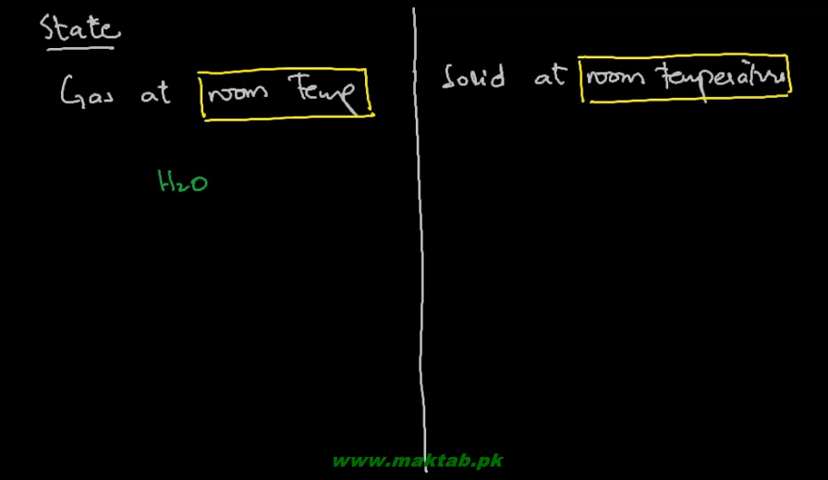 State
Gas at room Temp
H₂O
Solid at room temperature
www.maktab.pk